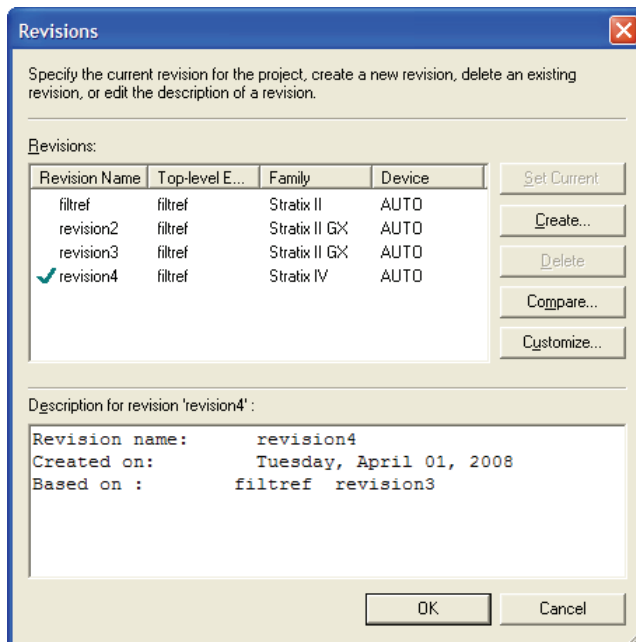 Revisions
Specify the current revision for the project, create a new revision, delete an existing
revision, or edit the description of a revision.
Revisions:
Revision Name Top-level E... Family Device
filtref filtref Stratix II AUTO
revision2 filtref Stratix II GX AUTO
revision3 filtref Stratix II GX AUTO
revision4 filtref Stratix IV AUTO
Set Current
Create...
Delete
Compare...
Customize...
Description for revision 'revision4' :
Revision name: revision4
Created on: Tuesday, April 01, 2008
Based on : filtref revision3
OK Cancel